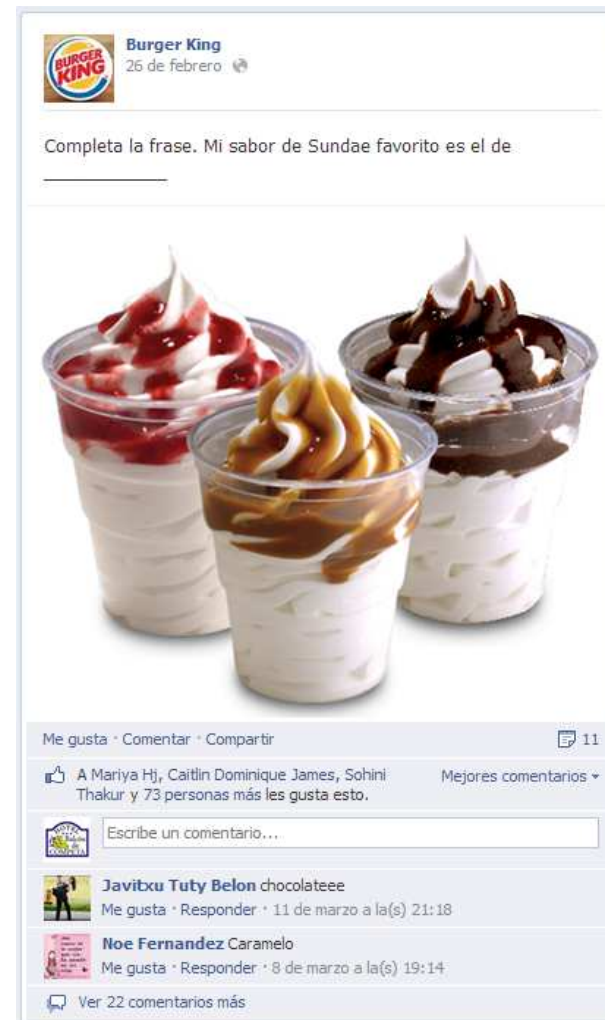 BURGER
KING
Burger King
26 de febrero
Completa la frase. Mi sabor de Sundae favorito es el de
____________
Me gusta · Comentar · Compartir
11
A Mariya Hj, Caitlin Dominique James, Sohini
Thakur y 73 personas más les gusta esto.
Mejores comentarios
HOTEL
COMPETA
Escribe un comentario...
Javitxu Tuty Belon chocolateee
Me gusta · Responder · 11 de marzo a la(s) 21:18
Noe Fernandez Caramelo
Me gusta · Responder · 8 de marzo a la(s) 19:14
Ver 22 comentarios más